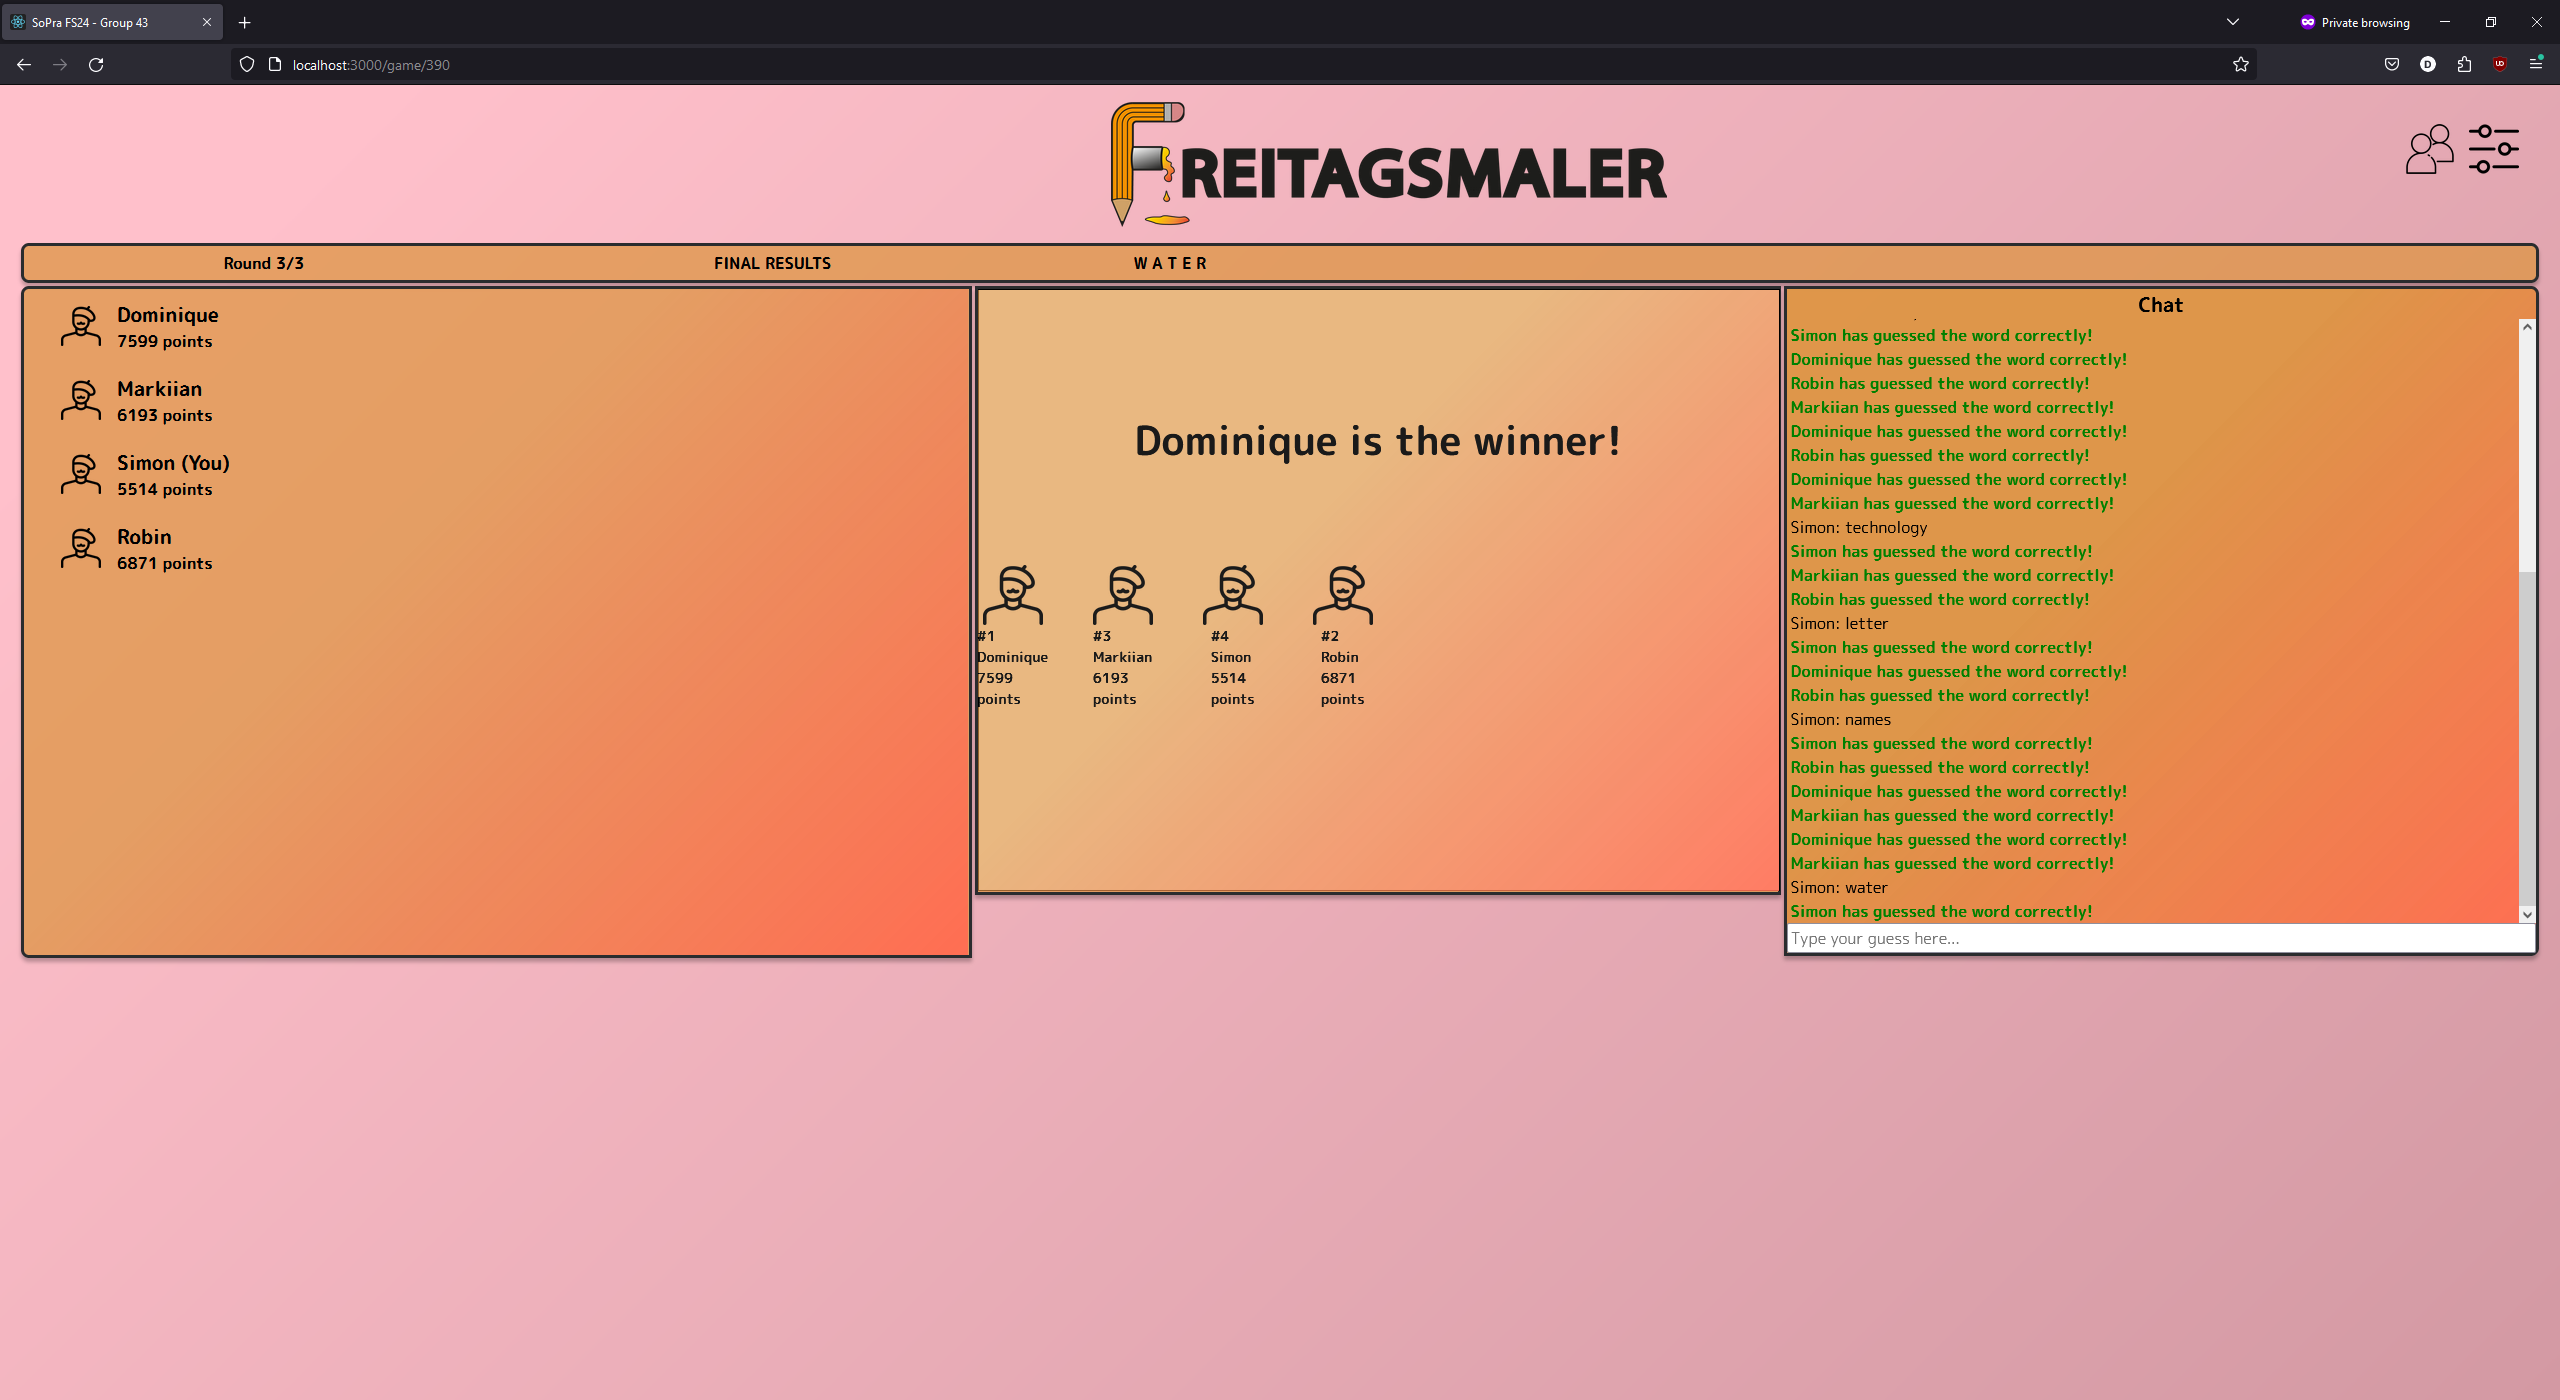 SoPra FS24 - Group 43
Private browsing
localhost:3000/game/390
FREITAGSMALER
Round 3/3
FINAL RESULTS
W A T E R
Dominique
7599 points
Markiian
6193 points
Simon (You)
5514 points
Robin
6871 points
Dominique is the winner!
#1
Dominique
7599
points
#3
Markiian
6193
points
#4
Simon
5514
points
#2
Robin
6871
points
Chat
Simon has guessed the word correctly!
Dominique has guessed the word correctly!
Robin has guessed the word correctly!
Markiian has guessed the word correctly!
Dominique has guessed the word correctly!
Robin has guessed the word correctly!
Dominique has guessed the word correctly!
Markiian has guessed the word correctly!
Simon: technology
Simon has guessed the word correctly!
Markiian has guessed the word correctly!
Robin has guessed the word correctly!
Simon: letter
Simon has guessed the word correctly!
Dominique has guessed the word correctly!
Robin has guessed the word correctly!
Simon: names
Simon has guessed the word correctly!
Robin has guessed the word correctly!
Dominique has guessed the word correctly!
Markiian has guessed the word correctly!
Dominique has guessed the word correctly!
Markiian has guessed the word correctly!
Simon: water
Simon has guessed the word correctly!
Type your guess here...